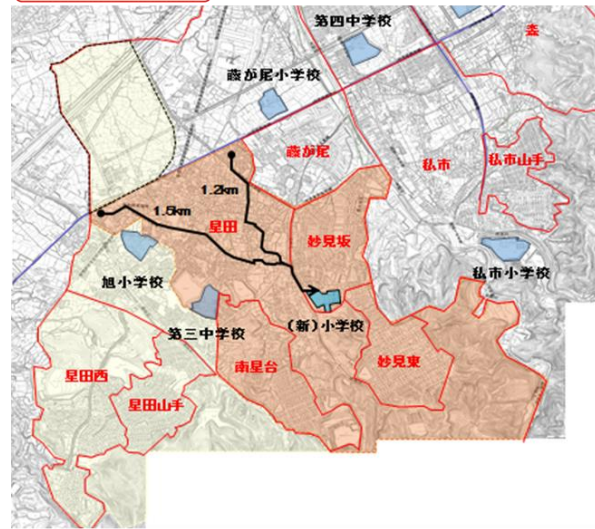 第四中学校
藤が尾小学校
藤が尾
私市
私市山手
1.2km
1.5km
星田
妙見坂
旭小学校
私市小学校
第三中学校
(新)小学校
星田西
星田山手
南星台
妙見東